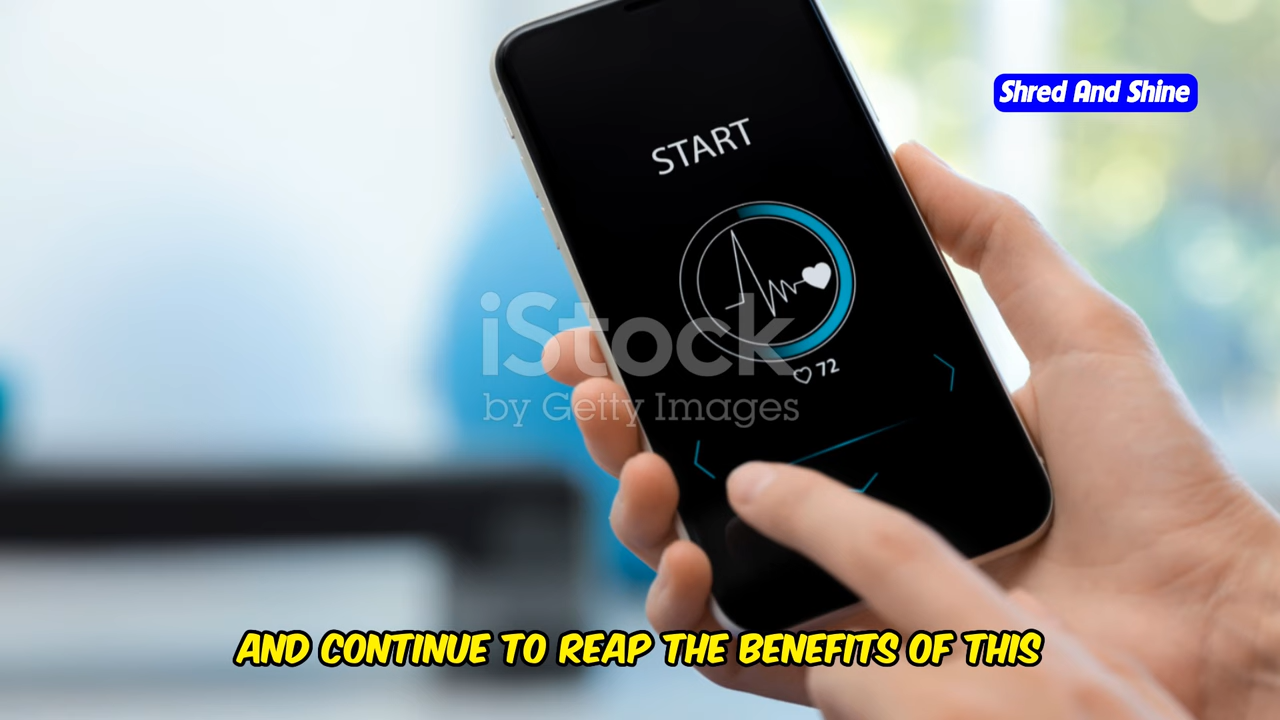 Shred And Shine
START
72
iStock
by Getty Images
AND CONTINUE TO REAP THE BENEFITS OF THIS